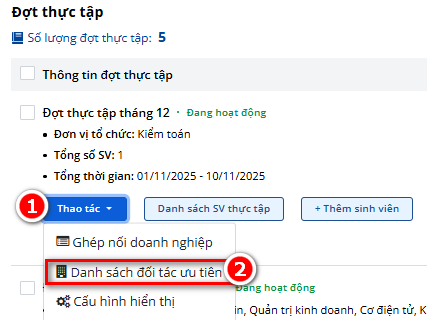 Đợt thực tập
Số lượng đợt thực tập: 5
Thông tin đợt thực tập
Đợt thực tập tháng 12 · Đang hoạt động
• Đơn vị tổ chức: Kiểm toán
• Tổng số SV: 1
• Tổng thời gian: 01/11/2025 - 10/11/2025
1 Thao tác Danh sách SV thực tập + Thêm sinh viên
Ghép nối doanh nghiệp
Danh sách đối tác ưu tiên 2
Đang hoạt động
Cấu hình hiển thị
in, Quản trị kinh doanh, Cơ điện tử, K